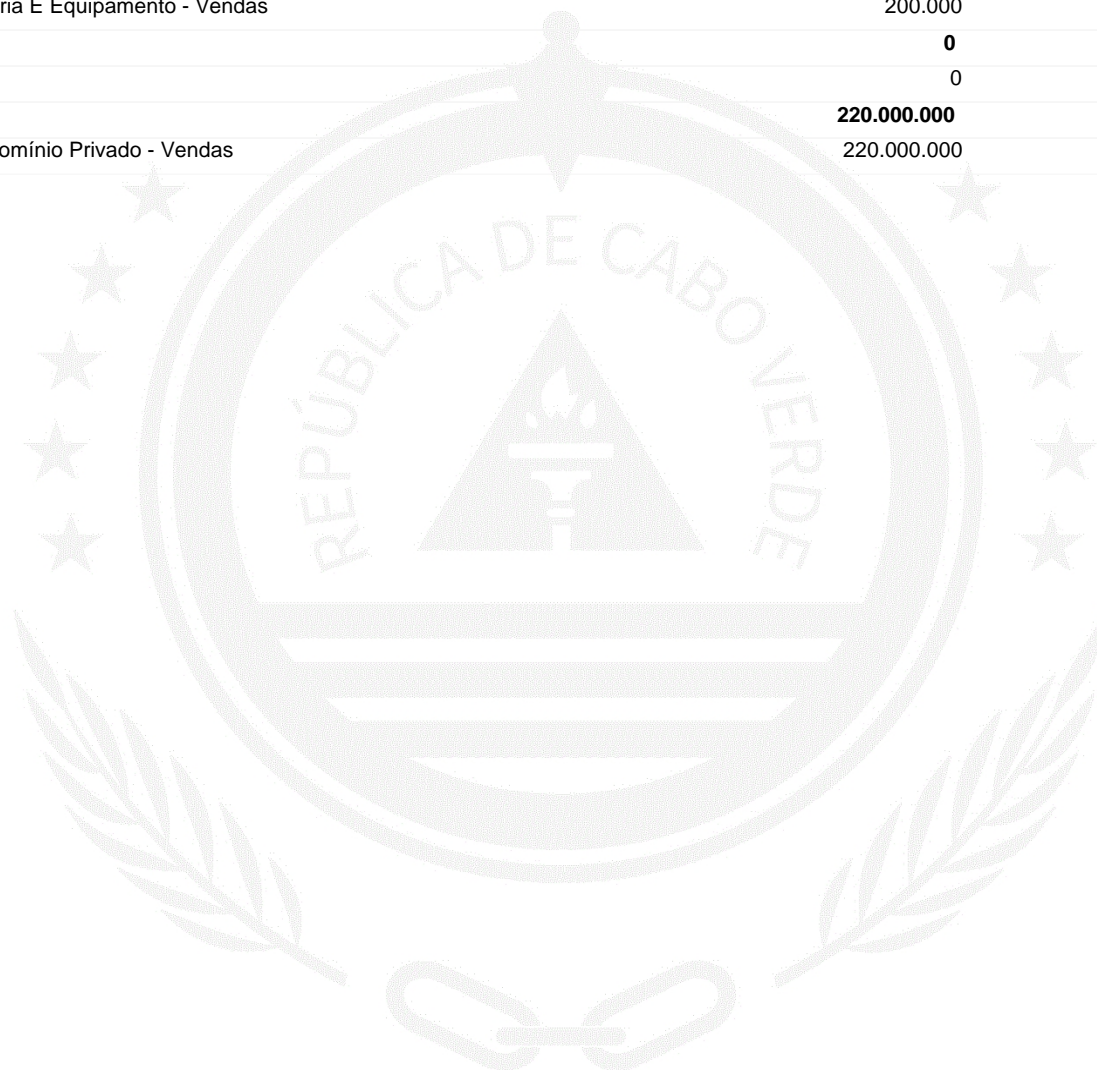 ria E Equipamento - Vendas 200.000
0
0
220.000.000
omínio Privado - Vendas 220.000.000
REPÚBLICA DE CABO VERDE